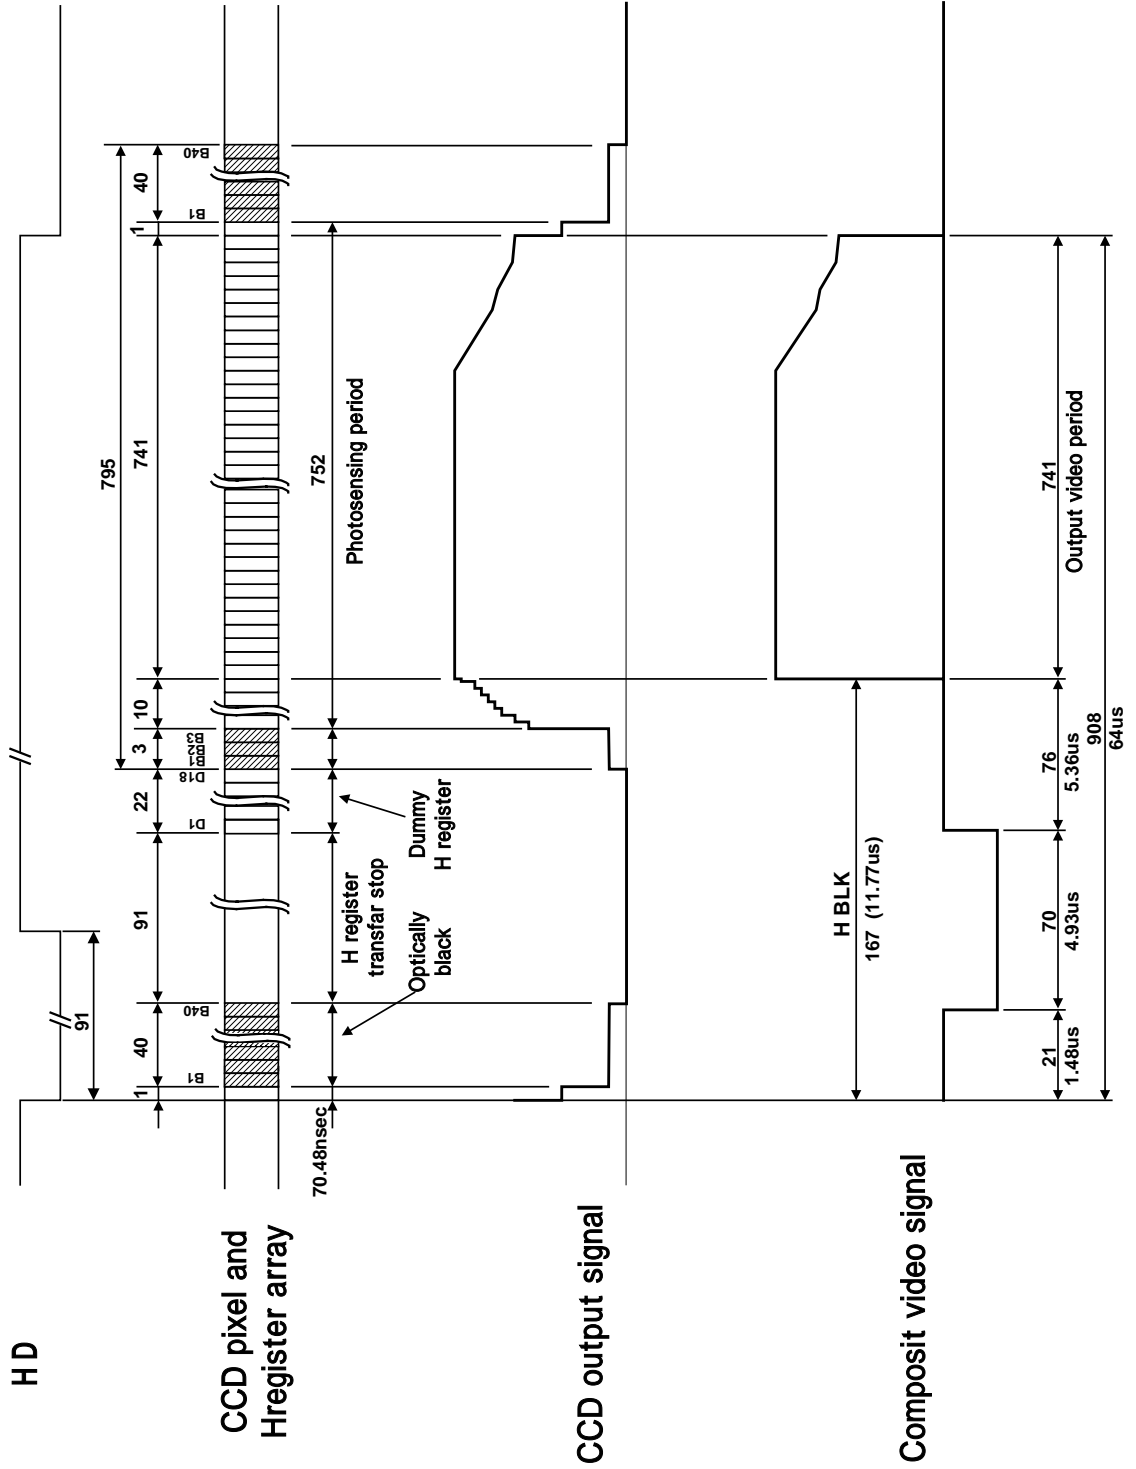 H D
91
795
1
40
91
22
3
10
741
1
40
B1
B40
D1
D18
B1
B2
B3
B1
B40
CCD pixel and
Hregister array
70.48nsec
752
H register
transfar stop
Photosensing period
Optically
black
Dummy
H register
CCD output signal
H BLK
167 (11.77us)
Composit video signal
21
1.48us
70
4.93us
76
5.36us
741
Output video period
908
64us